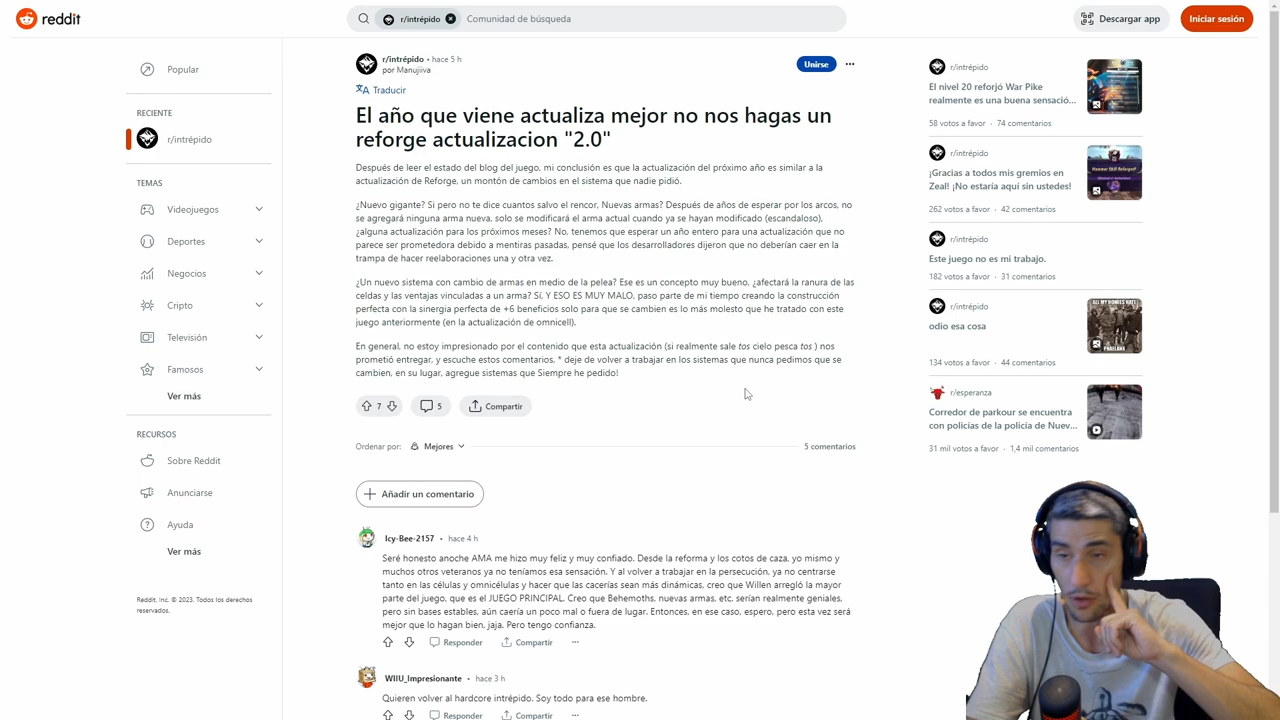 reddit
r/intrépido
Comunidad de búsqueda
Descargar app
Iniciar sesión
Popular
RECIENTE
r/intrépido
TEMAS
Videojuegos
Deportes
Negocios
Cripto
Televisión
Famosos
Ver más
RECURSOS
Sobre Reddit
Anunciarse
Ayuda
Ver más
Reddit, Inc. © 2023. Todos los derechos
reservados.
r/intrépido • hace 5 h
por Manujiiva
Unirse
Traducir
El año que viene actualiza mejor no nos hagas un
reforge actualizacion "2.0"
Después de leer el estado del blog del juego, mi conclusión es que la actualización del próximo año es similar a la
actualización de Reforge, un montón de cambios en el sistema que nadie pidió.
¿Nuevo gigante? Si pero no te dice cuantos salvo el rencor, Nuevas armas? Después de años de esperar por los arcos, no
se agregará ninguna arma nueva, solo se modificará el arma actual cuando ya se hayan modificado (escandaloso),
¿alguna actualización para los próximos meses? No, tenemos que esperar un año entero para una actualización que no
parece ser prometedora debido a mentiras pasadas, pensé que los desarrolladores dijeron que no deberían caer en la
trampa de hacer reelaboraciones una y otra vez.
¿Un nuevo sistema con cambio de armas en medio de la pelea? Ese es un concepto muy bueno, ¿afectará la ranura de las
celdas y las ventajas vinculadas a un arma? Sí, Y ESO ES MUY MALO, paso parte de mi tiempo creando la construcción
perfecta con la sinergia perfecta de +6 beneficios solo para que se cambien es lo más molesto que he tratado con este
juego anteriormente (en la actualización de omnicell).
En general, no estoy impresionado por el contenido que esta actualización (si realmente sale tos cielo pesca tos ) nos
prometió entregar, y escuche estos comentarios, * deje de volver a trabajar en los sistemas que nunca pedimos que se
cambien, en su lugar, agregue sistemas que Siempre he pedido!
7
5
Compartir
Ordenar por: Mejores
5 comentarios
Añadir un comentario
Icy-Bee-2157 • hace 4 h
Seré honesto anoche AMA me hizo muy feliz y muy confiado. Desde la reforma y los cotos de caza, yo mismo y
muchos otros veteranos ya no teníamos esa sensación. Y al volver a trabajar en la persecución, ya no centrarse
tanto en las células y omnicélulas y hacer que las cacerías sean más dinámicas, creo que Willen arregló la mayor
parte del juego, que es el JUEGO PRINCIPAL. Creo que Behemoths, nuevas armas, etc. serían realmente geniales,
pero sin bases estables, aún caería un poco mal o fuera de lugar. Entonces, en ese caso, espero, pero esta vez será
mejor que lo hagan bien, jaja. Pero tengo confianza.
Responder
Compartir
WIIU_Impresionante • hace 3 h
Quieren volver al hardcore intrépido. Soy todo para ese hombre.
Responder
Compartir
r/intrépido
El nivel 20 reforjó War Pike
realmente es una buena sensació...
58 votos a favor • 74 comentarios
r/intrépido
¡Gracias a todos mis gremios en
Zeal! ¡No estaría aquí sin ustedes!
262 votos a favor • 42 comentarios
r/intrépido
Este juego no es mi trabajo.
182 votos a favor • 31 comentarios
r/intrépido
odio esa cosa
134 votos a favor • 44 comentarios
r/esperanza
Corredor de parkour se encuentra
con policías de la policía de Nuev...
31 mil votos a favor • 1,4 mil comentarios